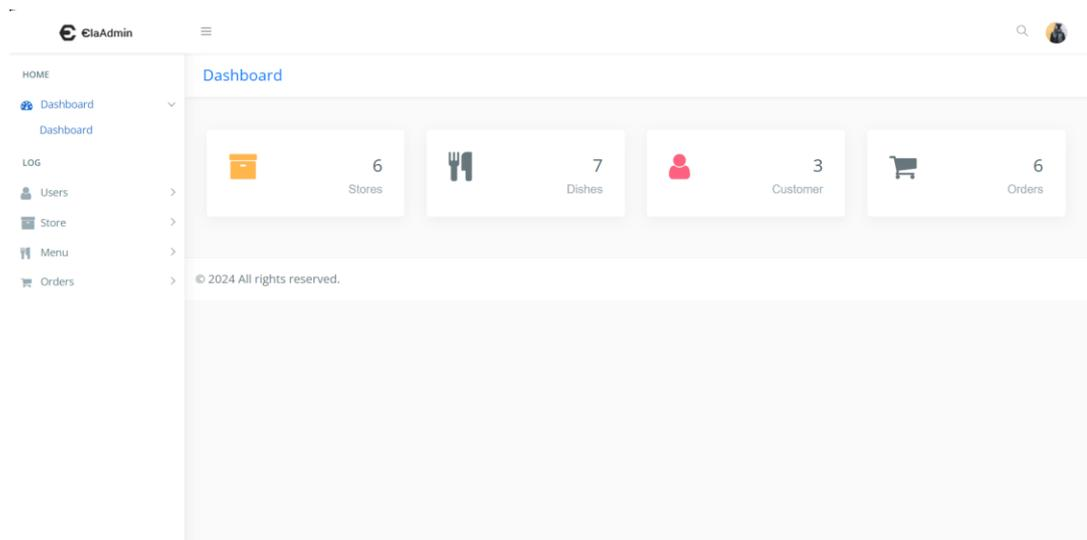 ElaAdmin
HOME
Dashboard
Dashboard
LOG
Users
Store
Menu
Orders
Dashboard
6
Stores
7
Dishes
3
Customer
6
Orders
© 2024 All rights reserved.